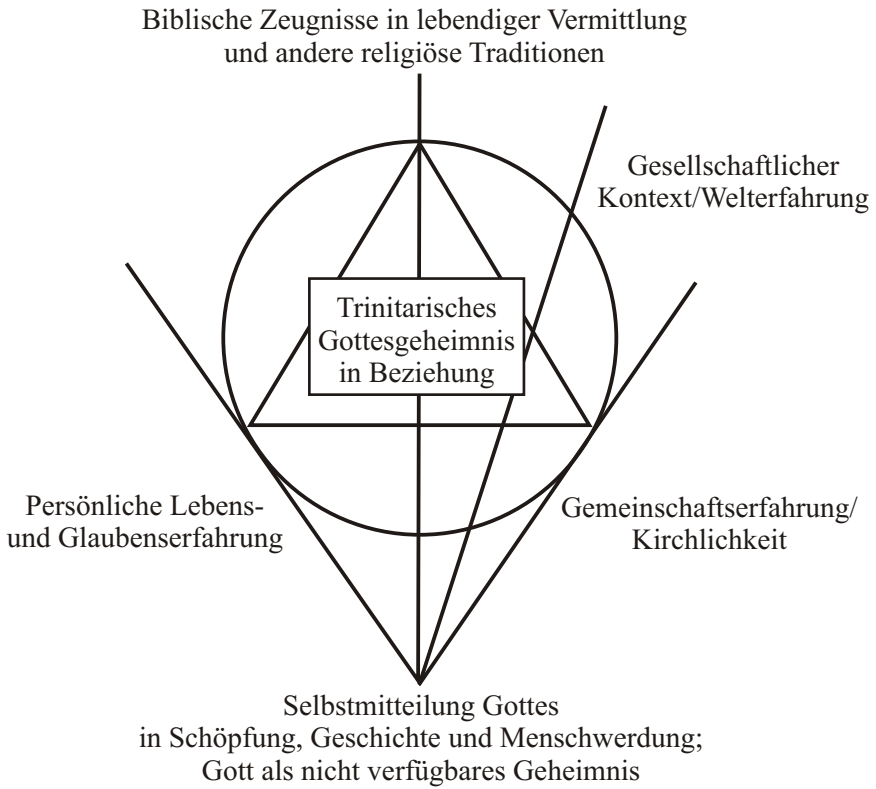 Biblische Zeugnisse in lebendiger Vermittlung
und andere religiöse Traditionen
Gesellschaftlicher
Kontext/Welterfahrung
Trinitarisches
Gottesgeheimnis
in Beziehung
Persönliche Lebens-
und Glaubenserfahrung
Gemeinschaftserfahrung/
Kirchlichkeit
Selbstmitteilung Gottes
in Schöpfung, Geschichte und Menschwerdung;
Gott als nicht verfügbares Geheimnis